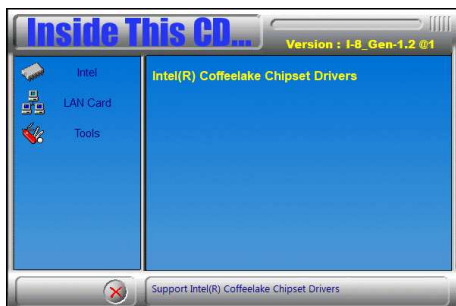 Inside This CD...
Version : I-8_Gen-1.2 @1
Intel
LAN Card
Tools
Intel(R) Coffeelake Chipset Drivers
Support Intel(R) Coffeelake Chipset Drivers